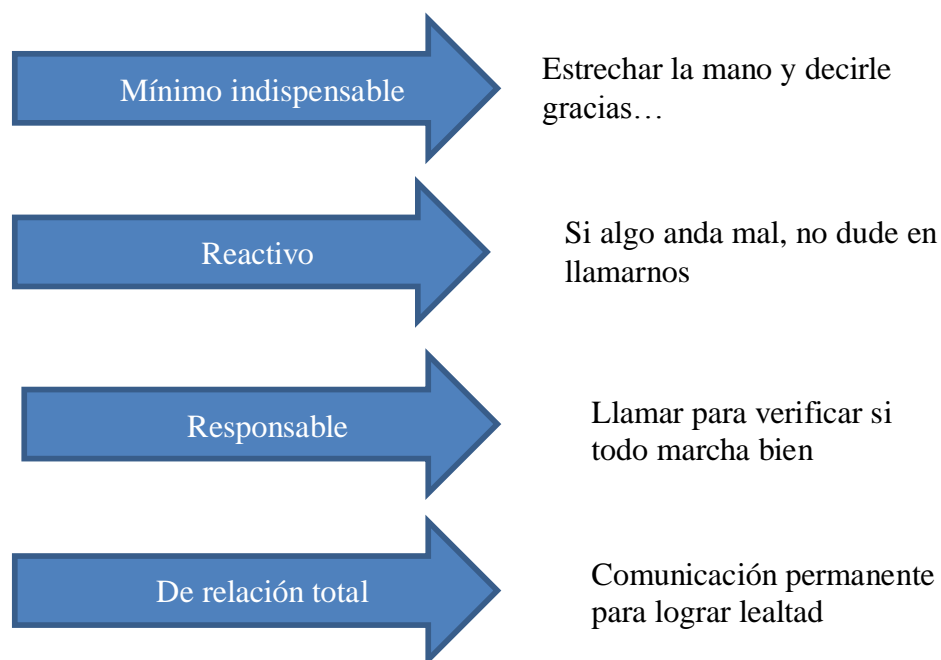 Mínimo indispensable
Estrechar la mano y decirle
gracias…
Reactivo
Si algo anda mal, no dude en
llamarnos
Responsable
Llamar para verificar si
todo marcha bien
De relación total
Comunicación permanente
para lograr lealtad